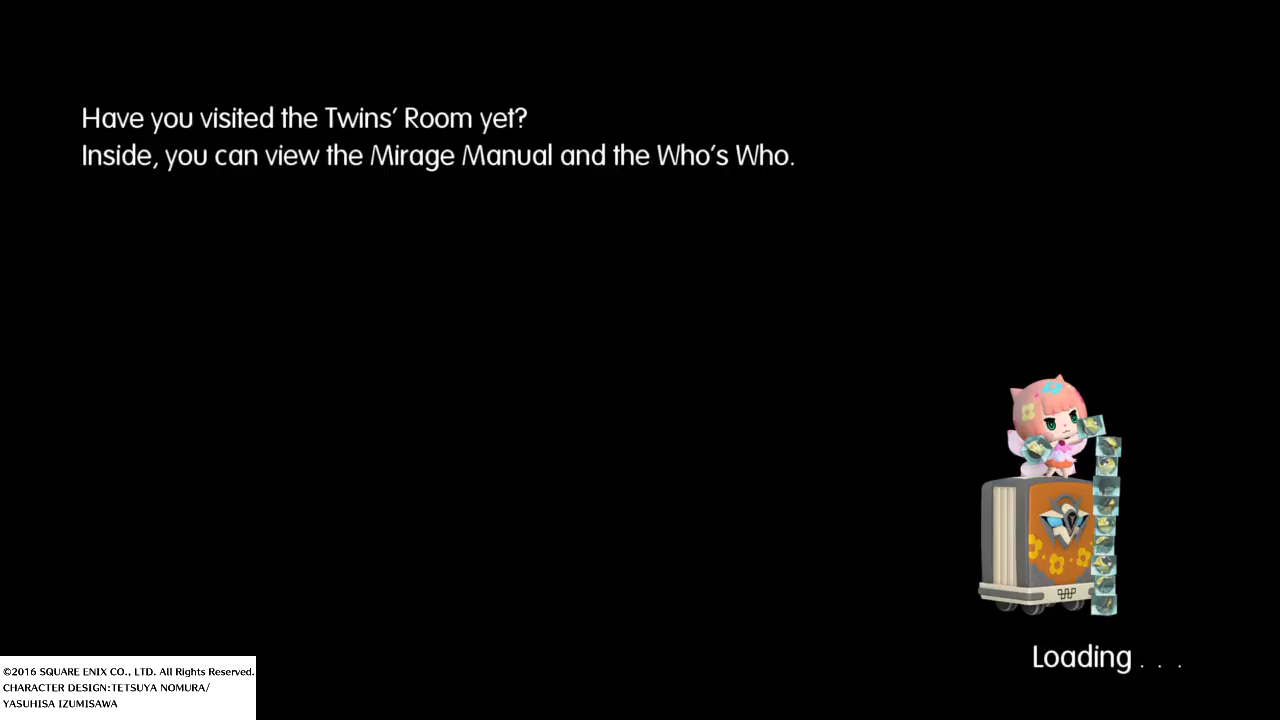 Have you visited the Twins' Room yet?
Inside, you can view the Mirage Manual and the Who's Who.
Loading . . .
©2016 SQUARE ENIX CO., LTD. All Rights Reserved.
CHARACTER DESIGN:TETSUYA NOMURA/
YASUHISA IZUMISAWA